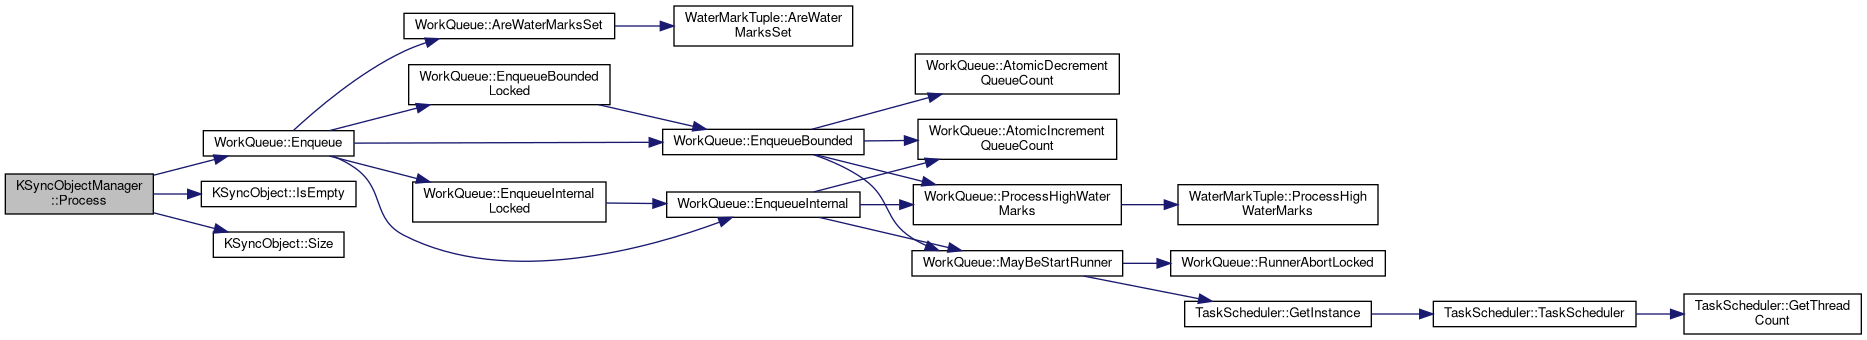 KSyncObjectManager
::Process
WorkQueue::Enqueue
KSyncObject::IsEmpty
KSyncObject::Size
WorkQueue::AreWaterMarksSet
WorkQueue::EnqueueBounded
Locked
WorkQueue::EnqueueInternal
Locked
WaterMarkTuple::AreWater
MarksSet
WorkQueue::EnqueueBounded
WorkQueue::EnqueueInternal
WorkQueue::AtomicDecrement
QueueCount
WorkQueue::AtomicIncrement
QueueCount
WorkQueue::ProcessHighWater
Marks
WorkQueue::MayBeStartRunner
WaterMarkTuple::ProcessHigh
WaterMarks
WorkQueue::RunnerAbortLocked
TaskScheduler::GetInstance
TaskScheduler::TaskScheduler
TaskScheduler::GetThread
Count